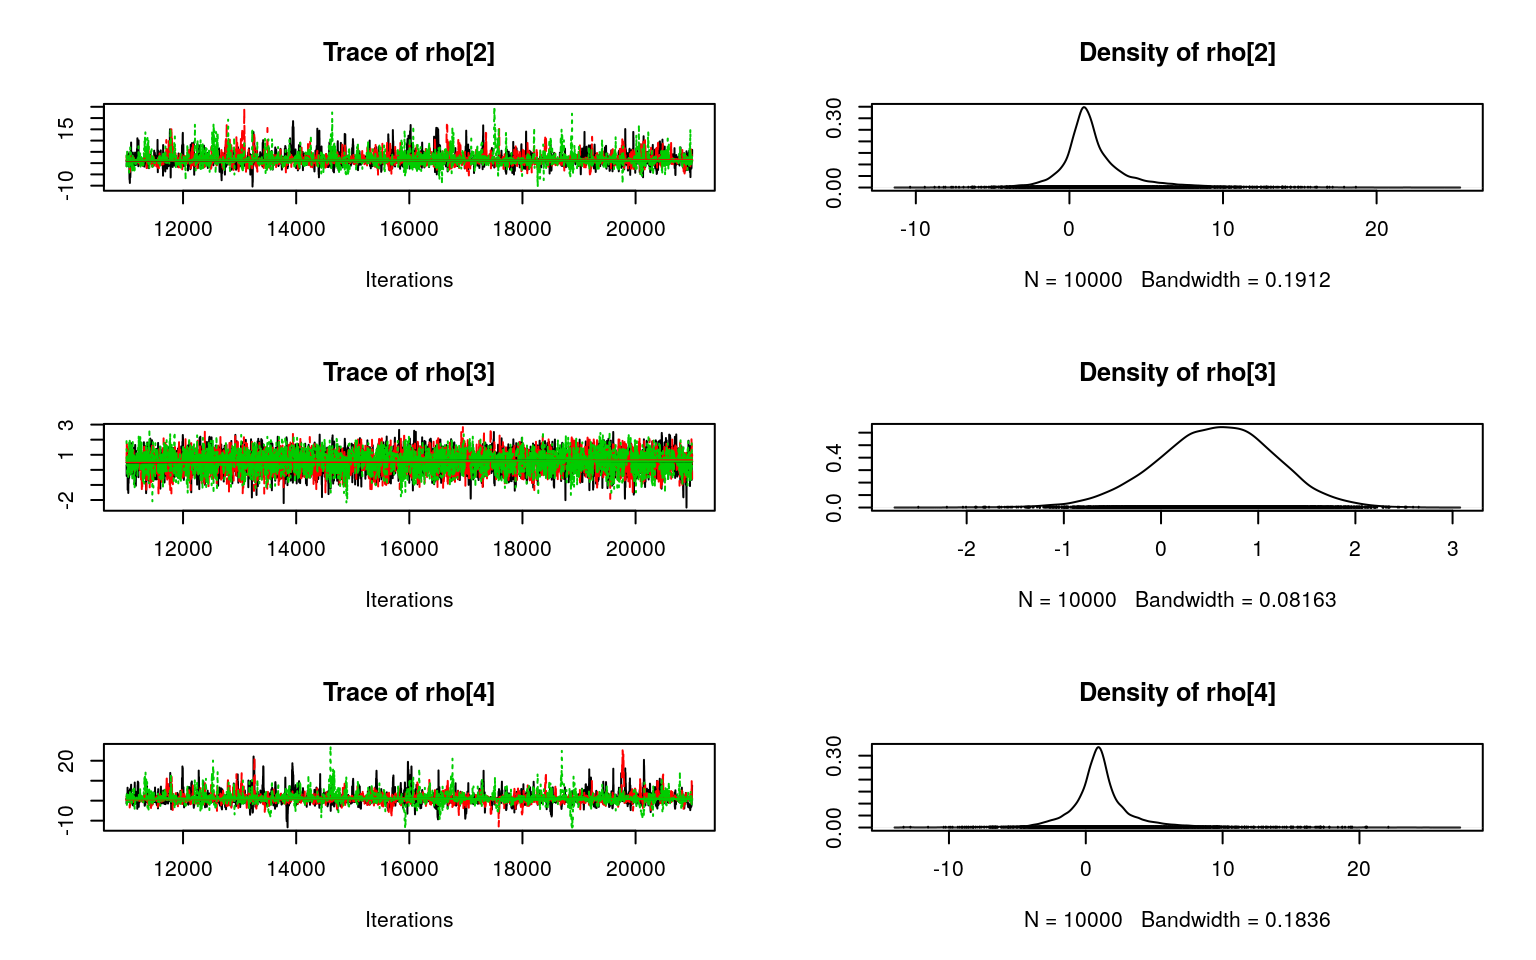 Trace of rho[2]
15
-10
12000 14000 16000 18000 20000
Iterations
Density of rho[2]
0.30
0.00
-10 0 10 20
N = 10000 Bandwidth = 0.1912
Trace of rho[3]
3
1
-2
12000 14000 16000 18000 20000
Iterations
Density of rho[3]
0.4
0.0
-2 -1 0 1 2 3
N = 10000 Bandwidth = 0.08163
Trace of rho[4]
20
-10
12000 14000 16000 18000 20000
Iterations
Density of rho[4]
0.30
0.00
-10 0 10 20
N = 10000 Bandwidth = 0.1836